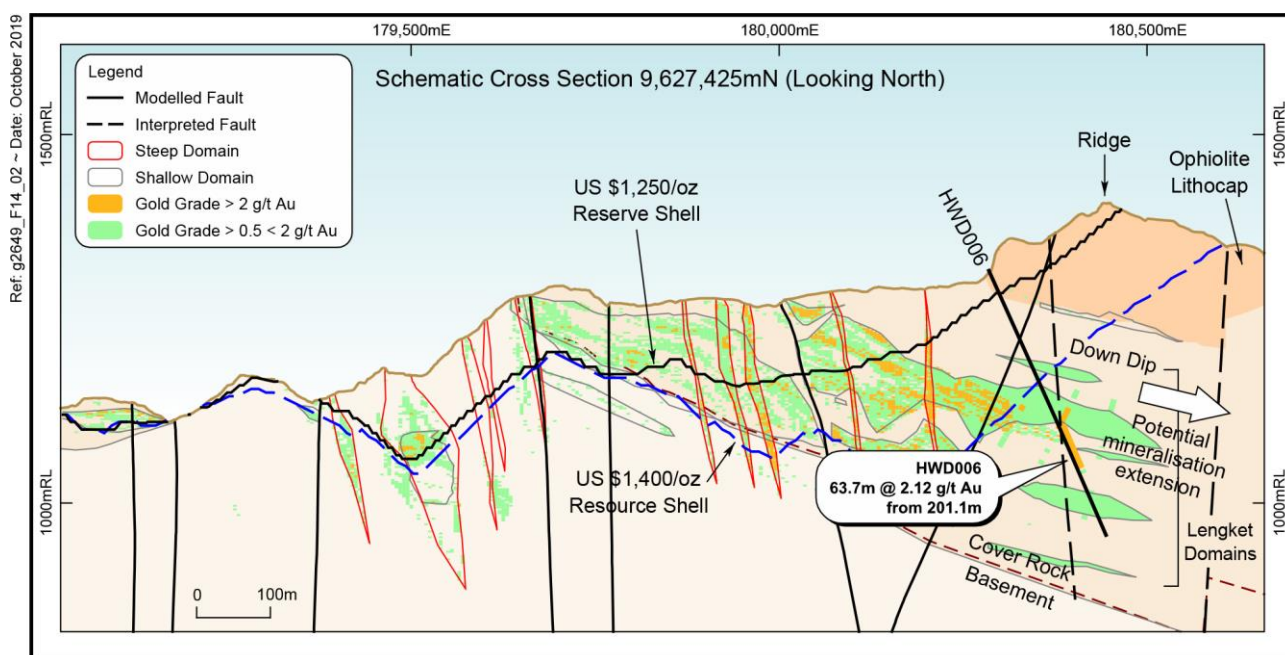 Ref: g2649_F14_02 ~ Date: October 2019
179,500mE
180,000mE
180,500mE
Schematic Cross Section 9,627,425mN (Looking North)
Legend
Modelled Fault
Interpreted Fault
Steep Domain
Shallow Domain
Gold Grade > 2 g/t Au
Gold Grade > 0.5 < 2 g/t Au
1500mRL
1500mRL
Ridge
Ophiolite
Lithocap
US $1,250/oz
Reserve Shell
HWD006
Down Dip
Potential
mineralisation
extension
US $1,400/oz
Resource Shell
HWD006
63.7m @ 2.12 g/t Au
from 201.1m
1000mRL
1000mRL
Lengket
Domains
Cover Rock
Basement
0
100m